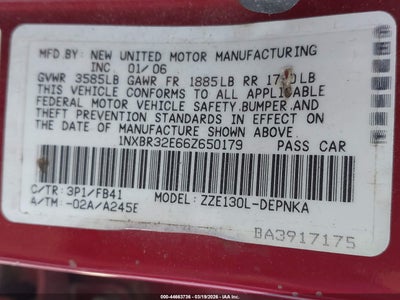 MFD.BY: NEW UNITED MOTOR MANUFACTURING
INC. 01/06
GVWR 3585LB GAWR FR 1885LB RR LB
THIS VEHICLE CONFORMS TO ALL APPLICABLE
FEDERAL MOTOR VEHICLE SAFETY,BUMPER,AND
THEFT PREVENTION STANDARDS IN EFFECT ON
THE DATE OF MANUFACTURE SHOWN ABOVE.
1NXBR32E66Z650179 PASS CAR
C/TR: 3P1/FB41 MODEL: ZZE130L-DEPNKA
A/TM: -02A/A245E
BA3917175
ID: 000-44663736 - 03/19/2026 - IAA Copyright